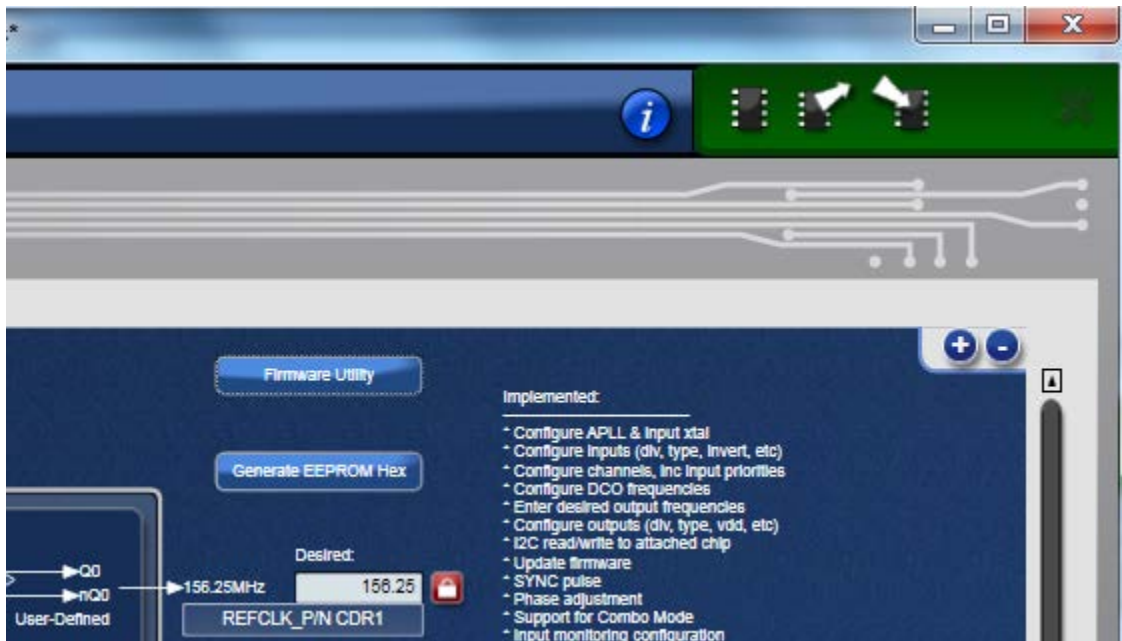 *
i
Firmware Utility
Implemented:
* Configure APLL & Input xtal
* Configure Inputs (div, type, Invert, etc)
Generate EEPROM Hex
* Configure channels, Inc Input priorities
* Configure DCO frequencies
* Enter desired output frequencies
* Configure outputs (div, type, vdd, etc)
* I2C read/write to attached chip
Desired:
* Update firmware
Q0
156.25MHz
156.25
* SYNC pulse
nQ0
* Phase adjustment
User-Defined
REFCLK_P/N CDR1
* Support for Combo Mode
* Input monitoring configuration